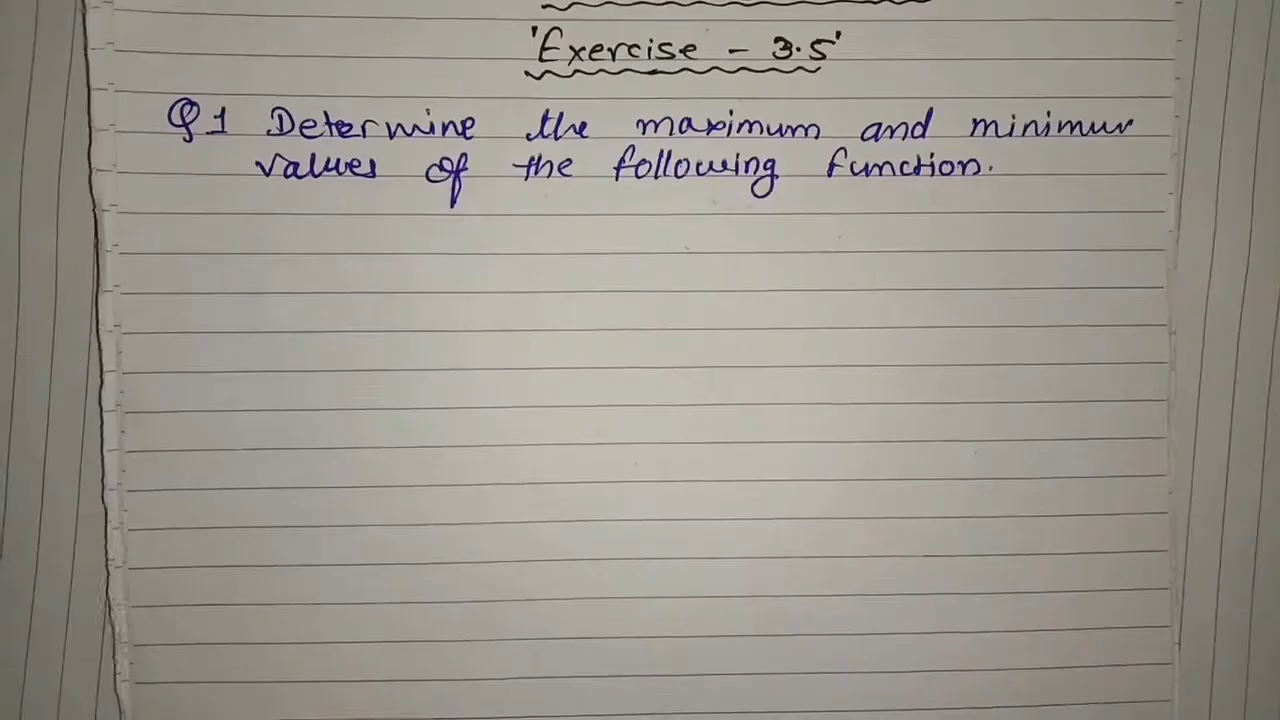 'Exercise - 3.5'
Q1 Determine the maximum and minimum
values of the following function.